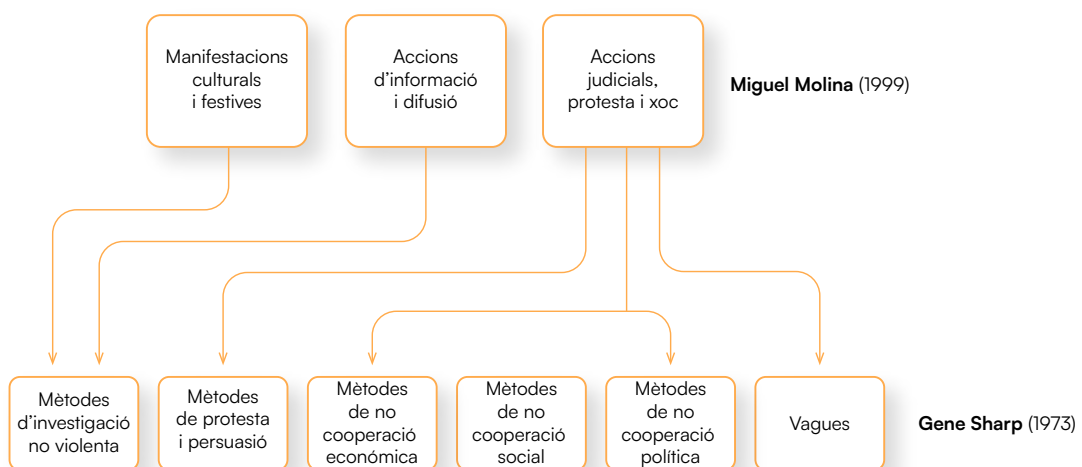 Manifestacions
culturals
i festives
Accions
d’informació
i difusió
Accions
judicials,
protesta i xoc
Miguel Molina (1999)
Mètodes
d’investigació
no violenta
Mètodes
de protesta
i persuasió
Mètodes
de no
cooperació
económica
Mètodes
de no
cooperació
social
Mètodes
de no
cooperació
política
Vagues
Gene Sharp (1973)